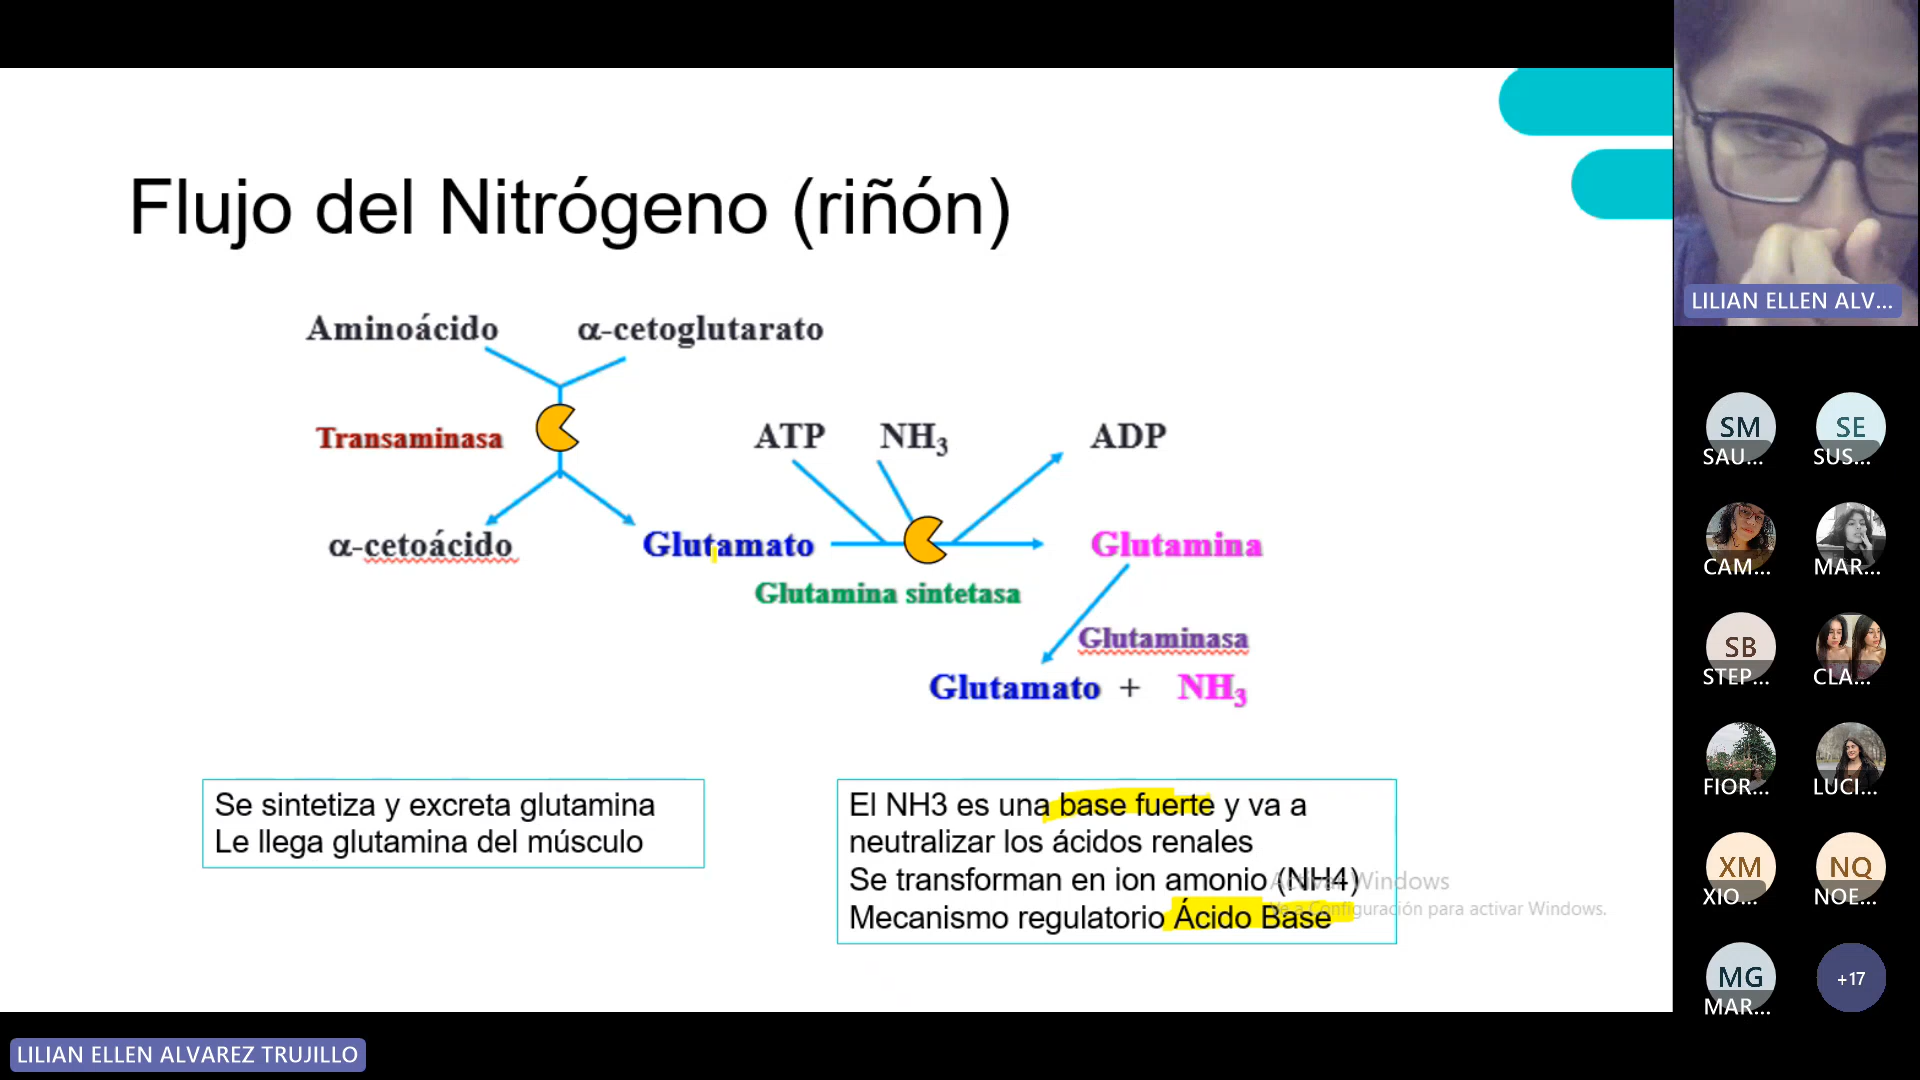 Flujo del Nitrógeno (riñón)
Aminoácido α-cetoglutarato
Transaminasa
ATP NH3 ADP
α-cetoácido Glutamato Glutamina
Glutamina sintetasa
Glutaminasa
Glutamato + NH3
Se sintetiza y excreta glutamina
Le llega glutamina del músculo
El NH3 es una base fuerte y va a
neutralizar los ácidos renales
Se transforman en ion amonio (NH4)
Mecanismo regulatorio Ácido Base
Activar Windows
Ve a Configuración para activar Windows.
LILIAN ELLEN ALV...
SM SE
SAU... SUS...
CAM... MAR...
SB
STEP... CLA...
FIOR... LUCI...
XM NQ
XIO... NOE...
MG +17
MAR...
LILIAN ELLEN ALVAREZ TRUJILLO